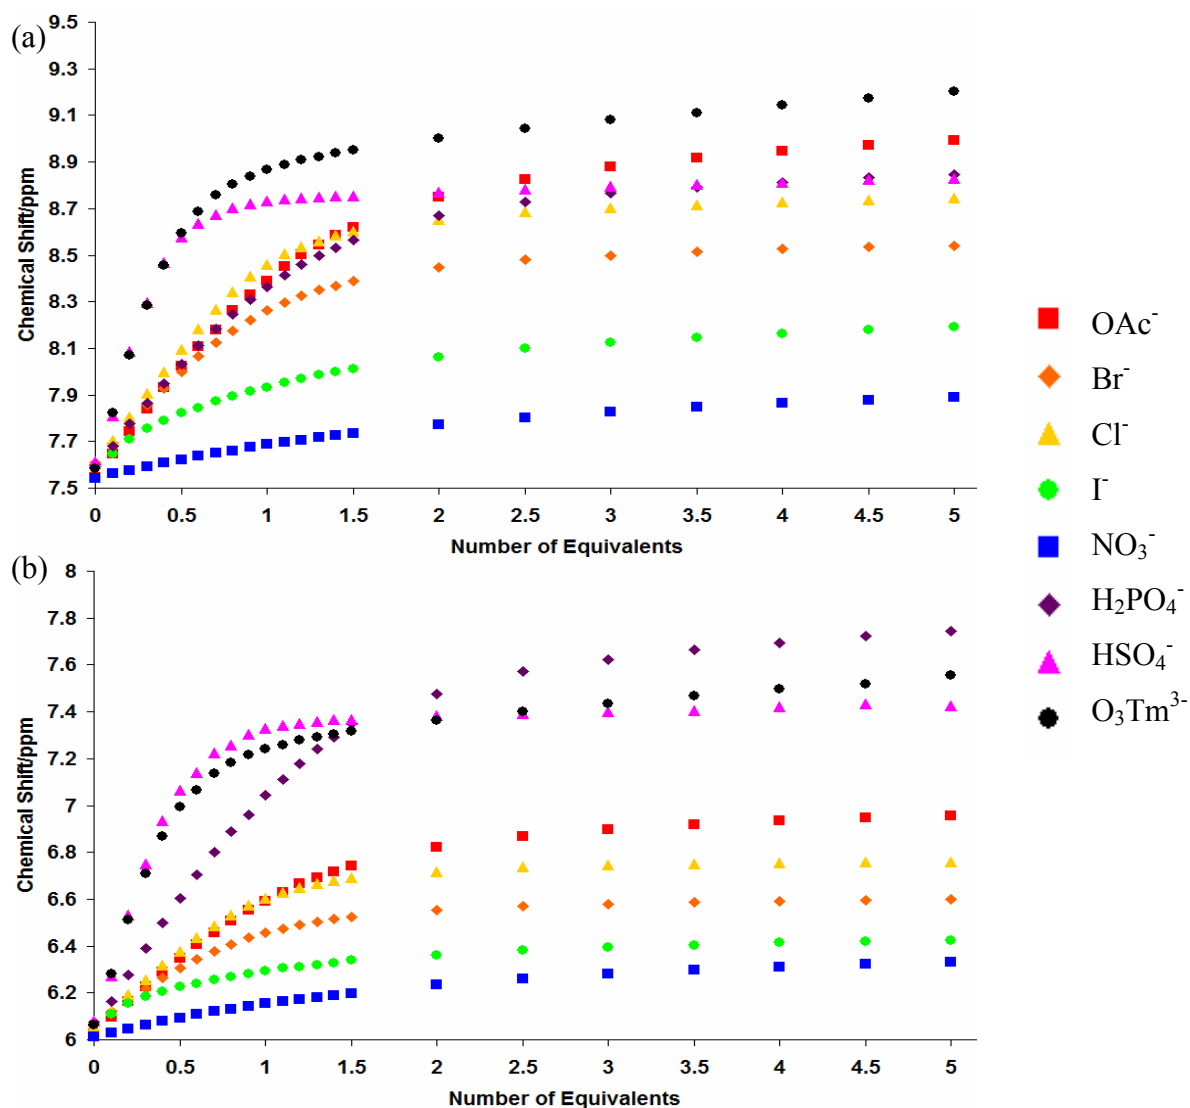 (a)
Chemical Shift/ppm
9.5
9.3
9.1
8.9
8.7
8.5
8.3
8.1
7.9
7.7
7.5
0 0.5 1 1.5 2 2.5 3 3.5 4 4.5 5
Number of Equivalents
(b)
Chemical Shift/ppm
8
7.8
7.6
7.4
7.2
7
6.8
6.6
6.4
6.2
6
0 0.5 1 1.5 2 2.5 3 3.5 4 4.5 5
Number of Equivalents
OAc⁻
Br⁻
Cl⁻
I⁻
NO₃⁻
H₂PO₄⁻
HSO₄⁻
O₃Tm³⁻